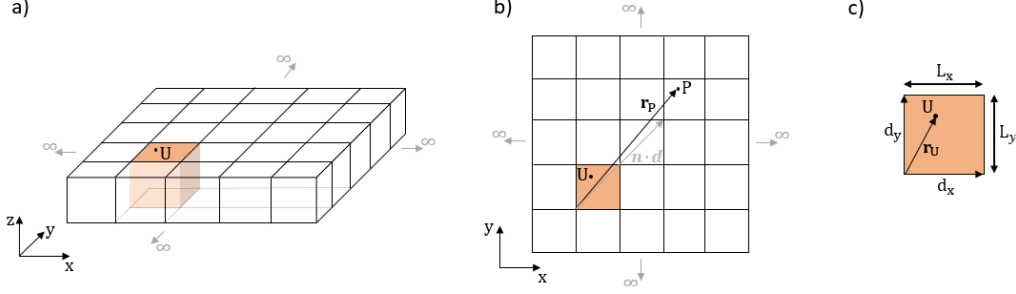 a)
∞
∞
∞
U
∞
z
y
x
b)
∞
P
r_P
∞
∞
n · d
U
y
x
∞
c)
L_x
U
d_y
L_y
r_U
d_x